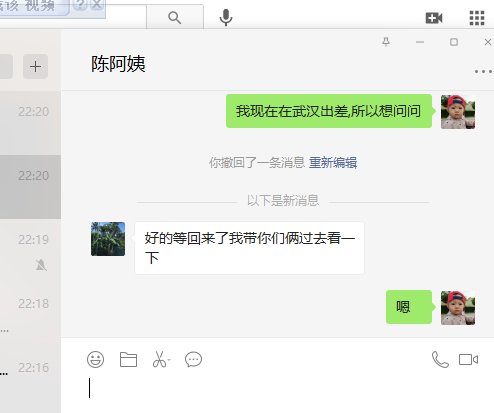 视频
陈阿姨
22:20
我现在在武汉出差,所以想问问
22:20
你撤回了一条消息 重新编辑
以下是新消息
22:19
好的等回来了我带你们俩过去看一
下
22:18
嗯
22:16